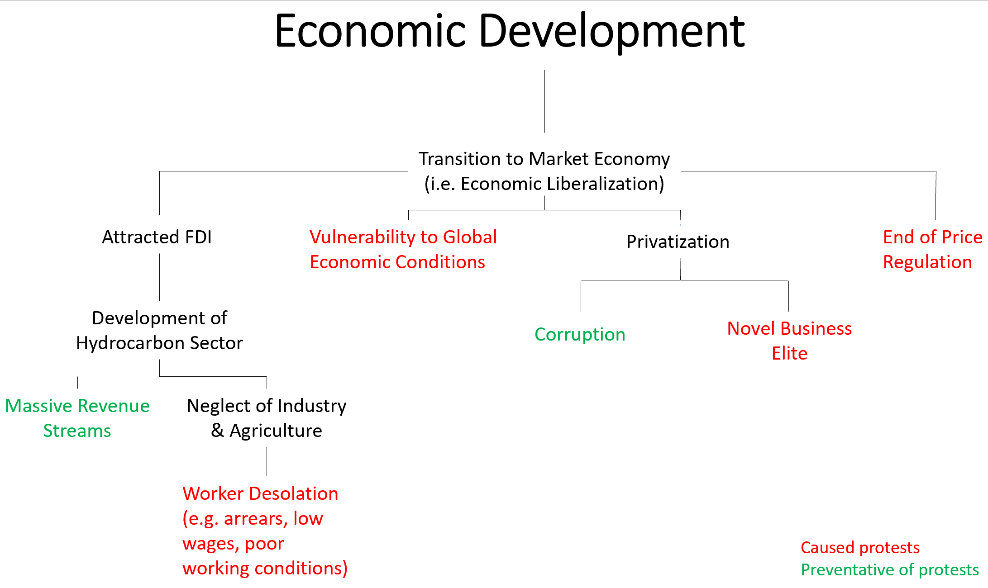 Economic Development
Transition to Market Economy
(i.e. Economic Liberalization)
Attracted FDI
Vulnerability to Global
Economic Conditions
Privatization
End of Price
Regulation
Development of
Hydrocarbon Sector
Corruption
Novel Business
Elite
Massive Revenue
Streams
Neglect of Industry
& Agriculture
Worker Desolation
(e.g. arrears, low
wages, poor
working conditions)
Caused protests
Preventative of protests